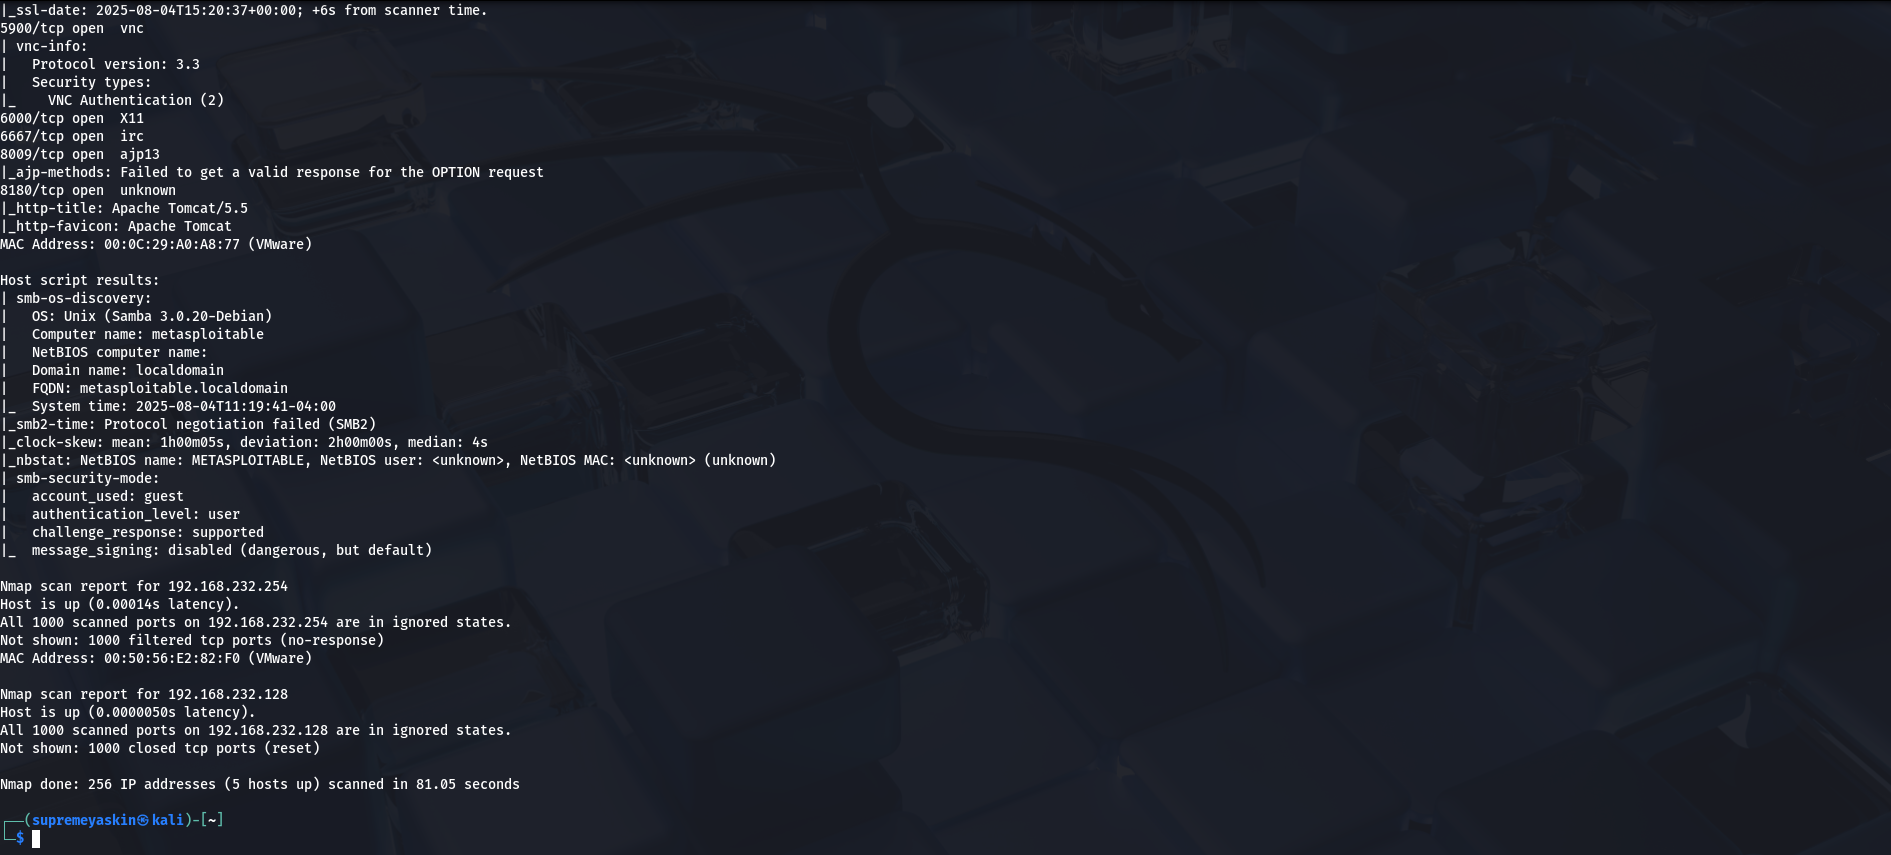 |_ssl-date: 2025-08-04T15:20:37+00:00; +6s from scanner time.
5900/tcp open  vnc
| vnc-info:
|   Protocol version: 3.3
|   Security types:
|_    VNC Authentication (2)
6000/tcp open  X11
6667/tcp open  irc
8009/tcp open  ajp13
|_ajp-methods: Failed to get a valid response for the OPTION request
8180/tcp open  unknown
|_http-title: Apache Tomcat/5.5
|_http-favicon: Apache Tomcat
MAC Address: 00:0C:29:A0:A8:77 (VMware)

Host script results:
| smb-os-discovery:
|   OS: Unix (Samba 3.0.20-Debian)
|   Computer name: metasploitable
|   NetBIOS computer name:
|   Domain name: localdomain
|   FQDN: metasploitable.localdomain
|_  System time: 2025-08-04T11:19:41-04:00
|_smb2-time: Protocol negotiation failed (SMB2)
|_clock-skew: mean: 1h00m05s, deviation: 2h00m00s, median: 4s
|_nbstat: NetBIOS name: METASPLOITABLE, NetBIOS user: <unknown>, NetBIOS MAC: <unknown> (unknown)
| smb-security-mode:
|   account_used: guest
|   authentication_level: user
|   challenge_response: supported
|_  message_signing: disabled (dangerous, but default)

Nmap scan report for 192.168.232.254
Host is up (0.00014s latency).
All 1000 scanned ports on 192.168.232.254 are in ignored states.
Not shown: 1000 filtered tcp ports (no-response)
MAC Address: 00:50:56:E2:82:F0 (VMware)

Nmap scan report for 192.168.232.128
Host is up (0.0000050s latency).
All 1000 scanned ports on 192.168.232.128 are in ignored states.
Not shown: 1000 closed tcp ports (reset)

Nmap done: 256 IP addresses (5 hosts up) scanned in 81.05 seconds

┌──(supremeyaskin㉿kali)-[~]
└─$